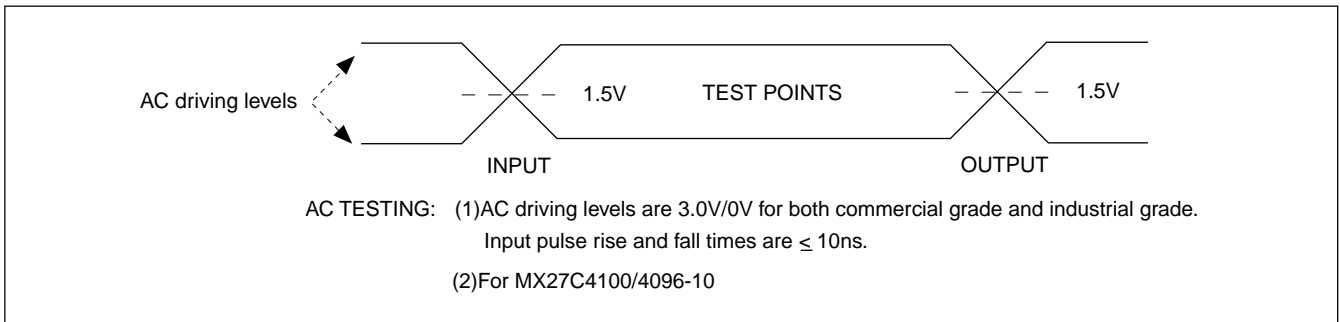 AC driving levels
1.5V TEST POINTS 1.5V
INPUT OUTPUT
AC TESTING: (1)AC driving levels are 3.0V/0V for both commercial grade and industrial grade.
Input pulse rise and fall times are ≤ 10ns.
(2)For MX27C4100/4096-10